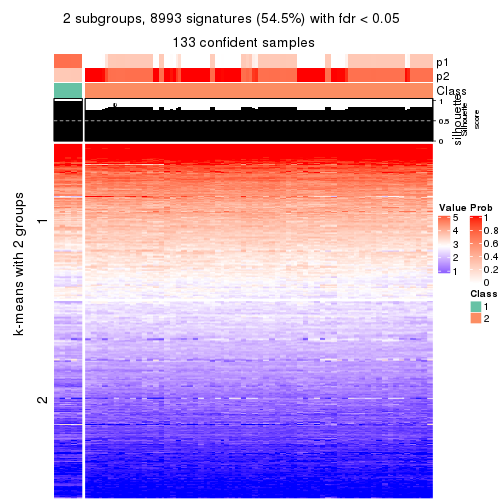 2 subgroups, 8993 signatures (54.5%) with fdr < 0.05
133 confident samples
p1
p2
Class
1
0.5
0
silhouette
Silhouette
score
k-means with 2 groups
1
2
Value
5
4
3
2
1
Prob
1
0.8
0.6
0.4
0.2
0
Class
1
2